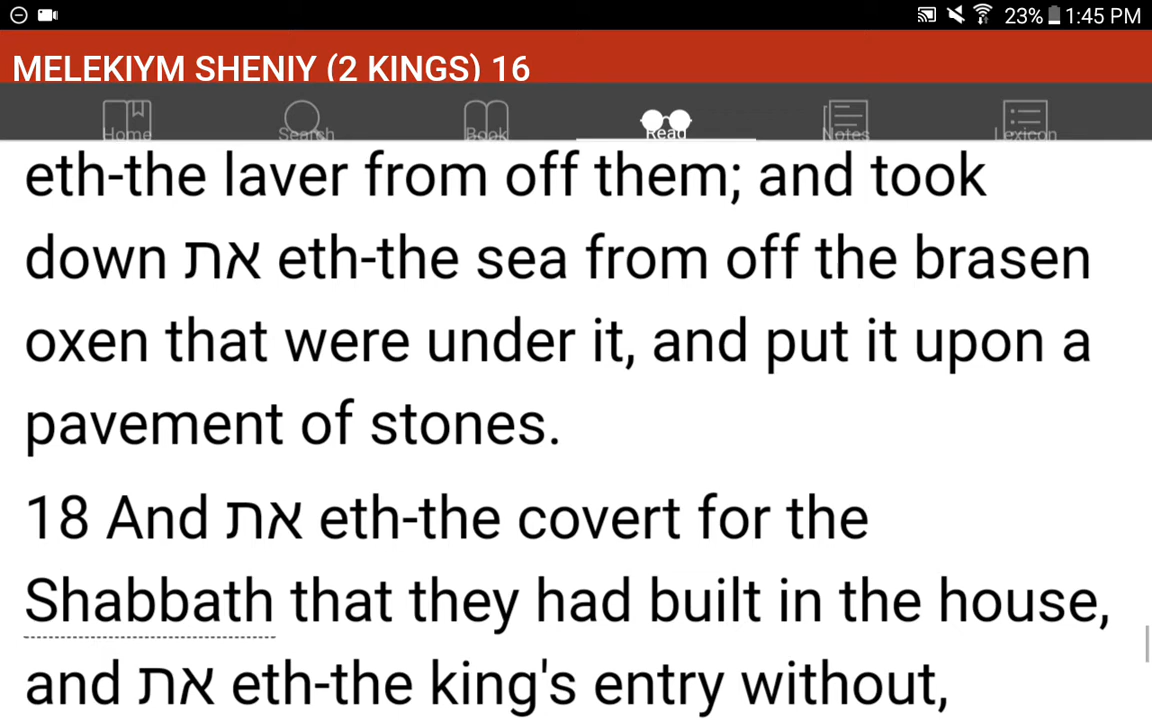 23% 1:45 PM
MELEKIYM SHENIY (2 KINGS) 16
Home Search Book Read Notes Lexicon
eth-the laver from off them; and took
down את eth-the sea from off the brasen
oxen that were under it, and put it upon a
pavement of stones.
18 And את eth-the covert for the
Shabbath that they had built in the house,
and את eth-the king's entry without,